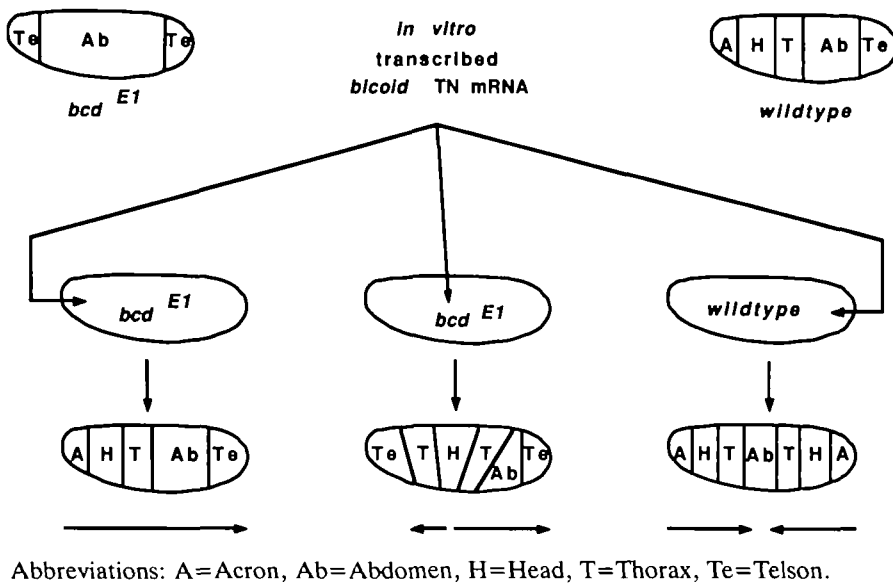 Te Ab Te
bcd E1
in vitro
transcribed
bicoid TN mRNA
A H T Ab Te
wildtype
bcd E1
bcd E1
wildtype
A H T Ab Te
Te T H T Ab Te
A H T Ab T H A
Abbreviations: A=Acron, Ab=Abdomen, H=Head, T=Thorax, Te=Telson.